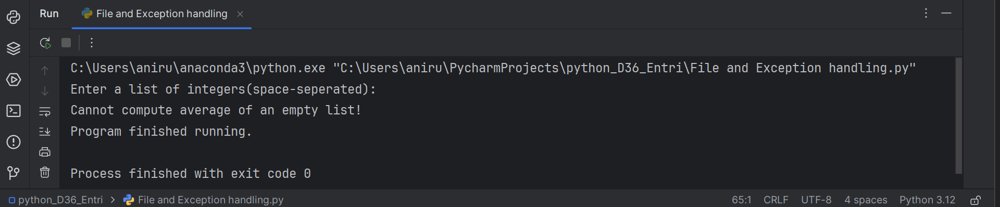 Run File and Exception handling
C:\Users\aniru\anaconda3\python.exe "C:\Users\aniru\PycharmProjects\python_D36_Entri\File and Exception handling.py"
Enter a list of integers(space-seperated):
Cannot compute average of an empty list!
Program finished running.
Process finished with exit code 0
python_D36_Entri > File and Exception handling.py 65:1 CRLF UTF-8 4 spaces Python 3.12